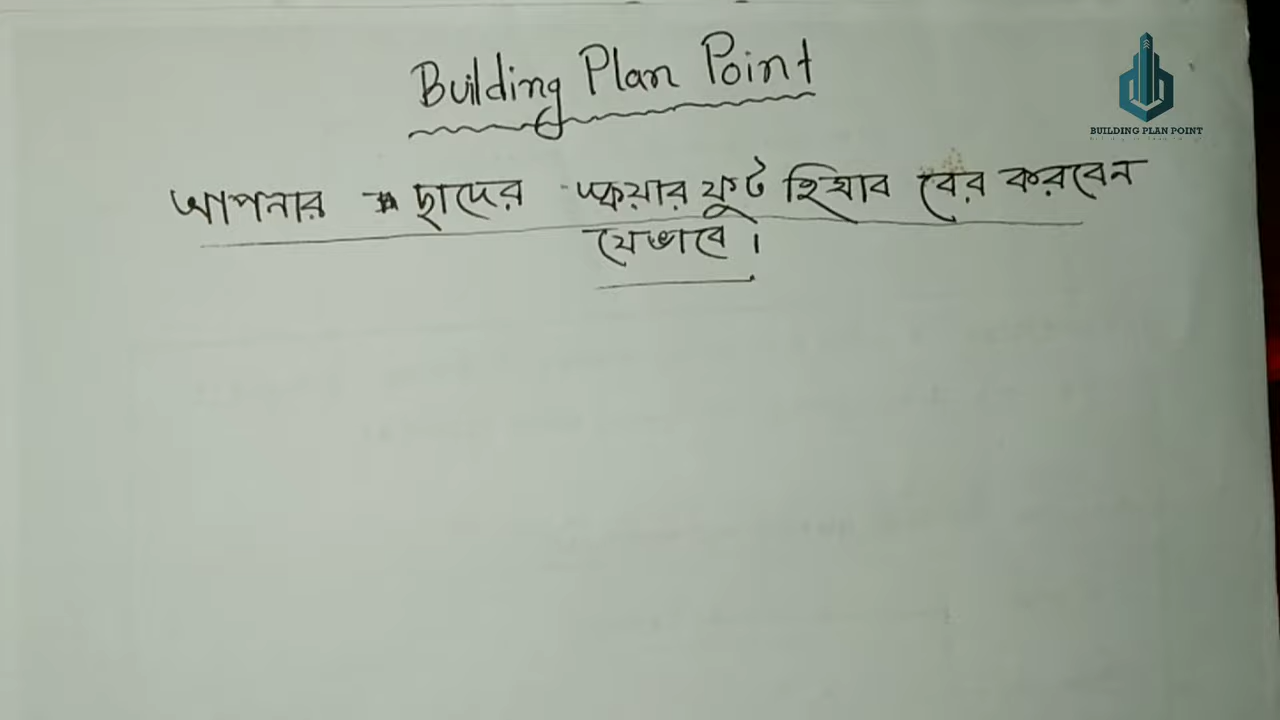 Building Plan Point
BUILDING PLAN POINT
আপনার ছাদের স্কয়ার ফুট হিসাব বের করবেন
যেভাবে।